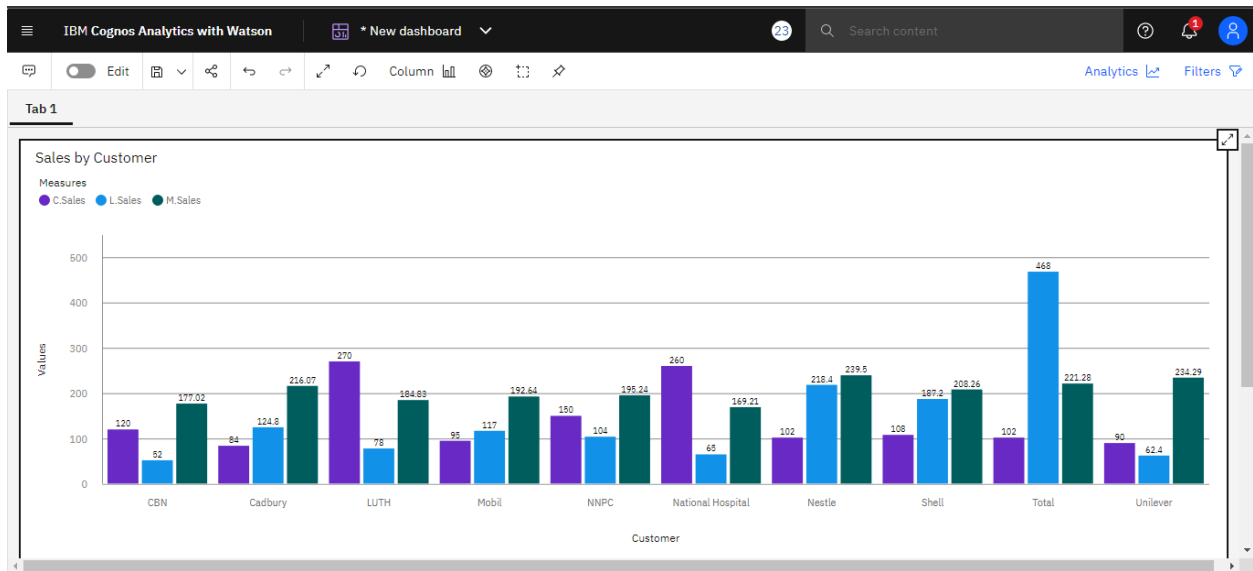 IBM Cognos Analytics with Watson * New dashboard 23 Search content 1
Edit Column Analytics Filters
Tab 1
Sales by Customer
Measures
C.Sales L.Sales M.Sales
500
400
300
200
100
0
Values
120 52 177.02
84 124.8 216.07
270 78 184.83
95 117 192.64
150 104 195.24
260 65 169.21
102 218.4 239.5
108 187.2 208.26
102 468 221.28
90 62.4 234.29
CBN Cadbury LUTH Mobil NNPC National Hospital Nestle Shell Total Unilever
Customer